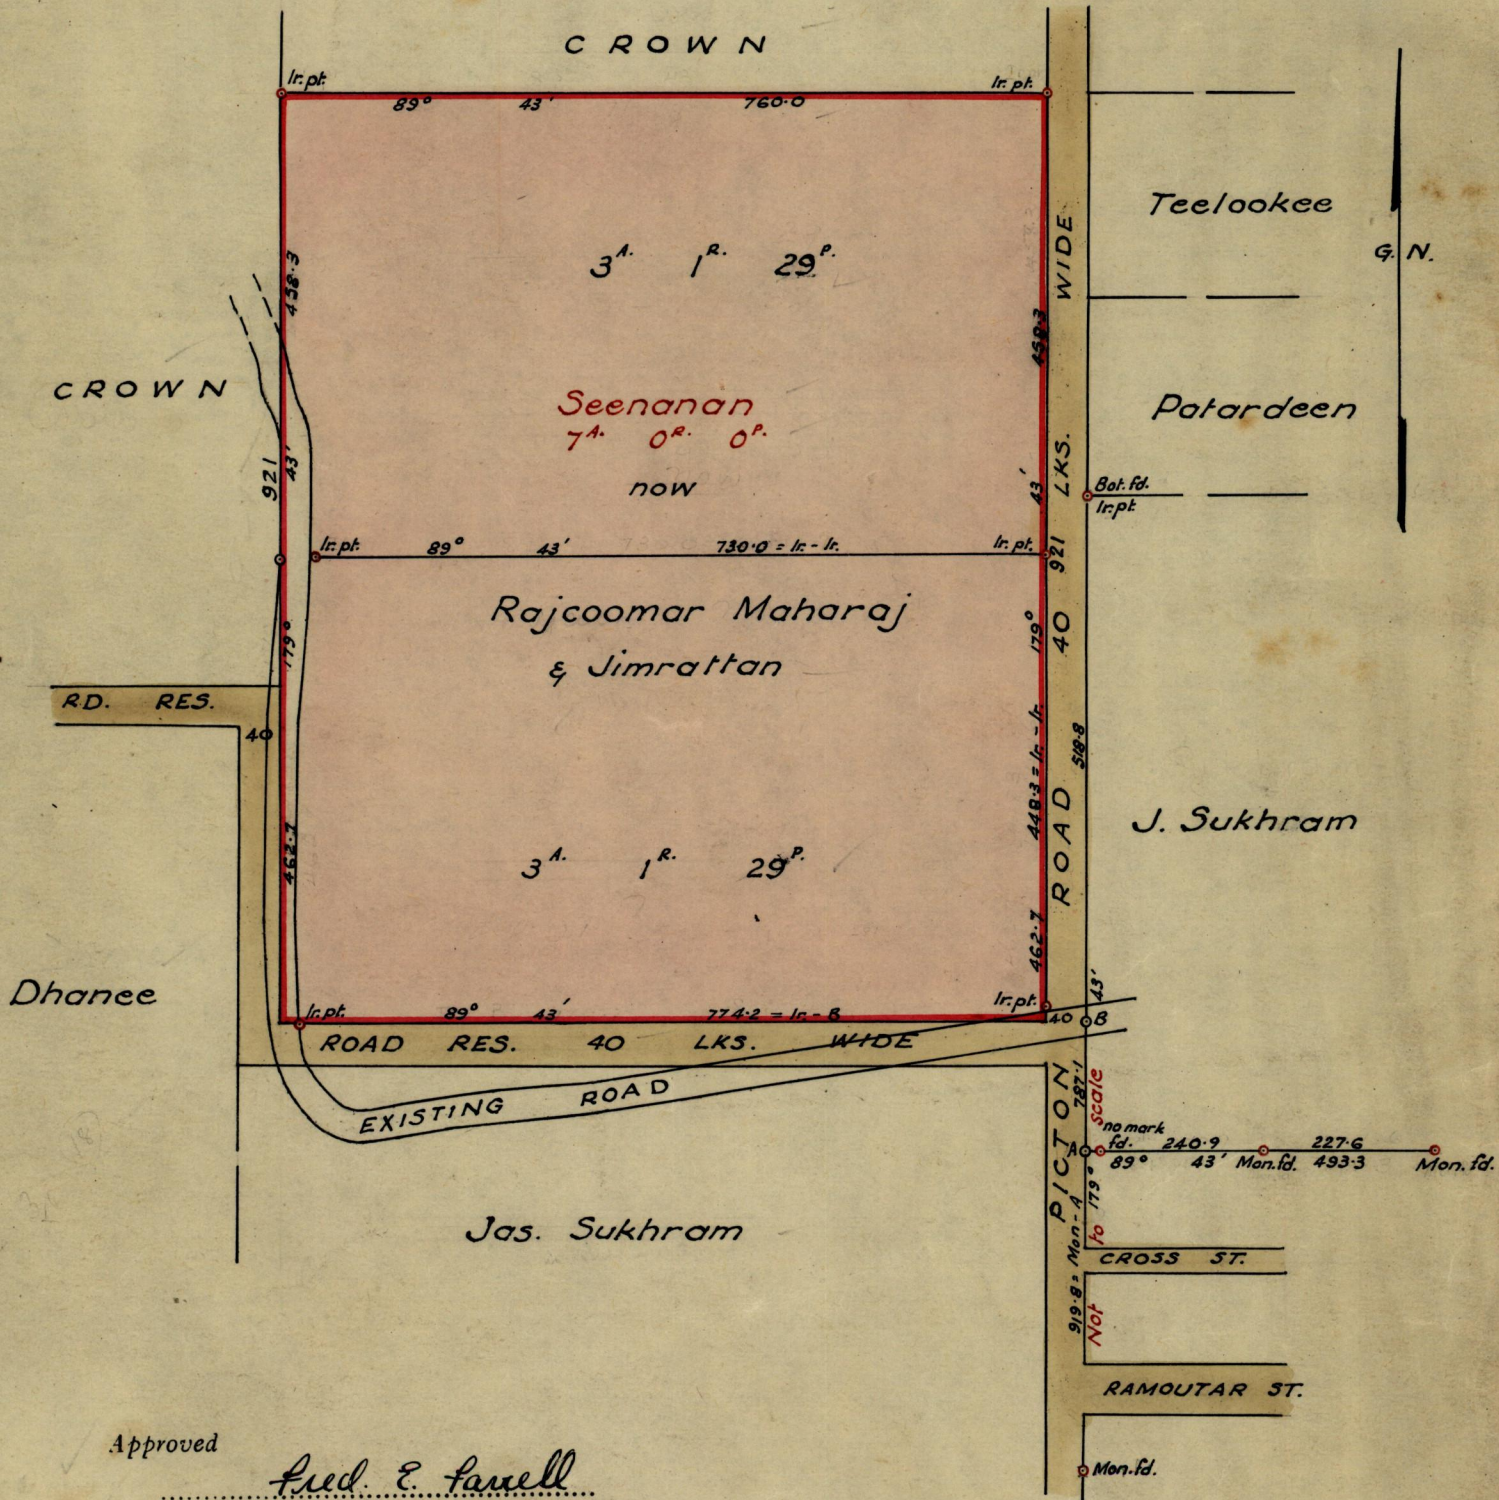 CROWN
Ir. pt.
Ir. pt.
89° 43' 760·0
Teelookee
WIDE
G. N.
3A. 1R. 29P.
458·3
458·3
CROWN
Seenanan
7A. 0R. 0P.
Patardeen
LKS.
now
921
43'
43'
Bot. fd.
Ir. pt.
Ir. pt. 89° 43' 730·0 = Ir. - Ir. Ir. pt.
921
Rajcoomar Maharaj
& Jimrattan
40
179°
179°
RD. RES.
40
448·3 = Ir. - Ir.
518·8
J. Sukhram
ROAD
462·7
3A. 1R. 29P.
462·7
Dhanee
43'
Ir. pt. 89° 43' 774·2 = Ir. - B Ir. pt.
40 B
ROAD RES. 40 LKS. WIDE
EXISTING ROAD
PICTON
787·1
Not to scale
no mark
A fd. 240·9 227·6
89° 43' Mon. fd. 493·3 Mon. fd.
179°
919·8 = Mon - A
Jas. Sukhram
CROSS ST.
RAMOUTAR ST.
Approved
Fred. E. Farrell
Mon. fd.